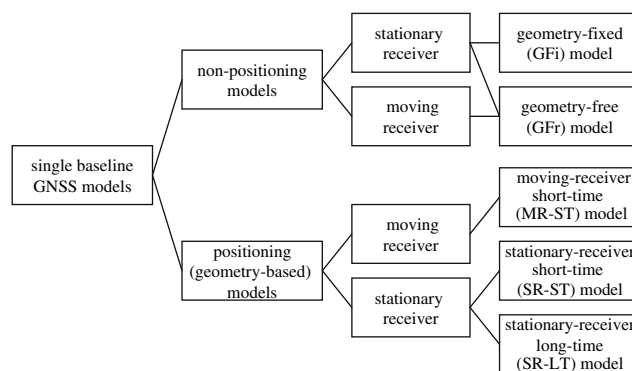 single baseline
GNSS models
non-positioning
models
positioning
(geometry-based)
models
stationary
receiver
moving
receiver
moving
receiver
stationary
receiver
geometry-fixed
(GFi) model
geometry-free
(GFr) model
moving-receiver
short-time
(MR-ST) model
stationary-receiver
short-time
(SR-ST) model
stationary-receiver
long-time
(SR-LT) model